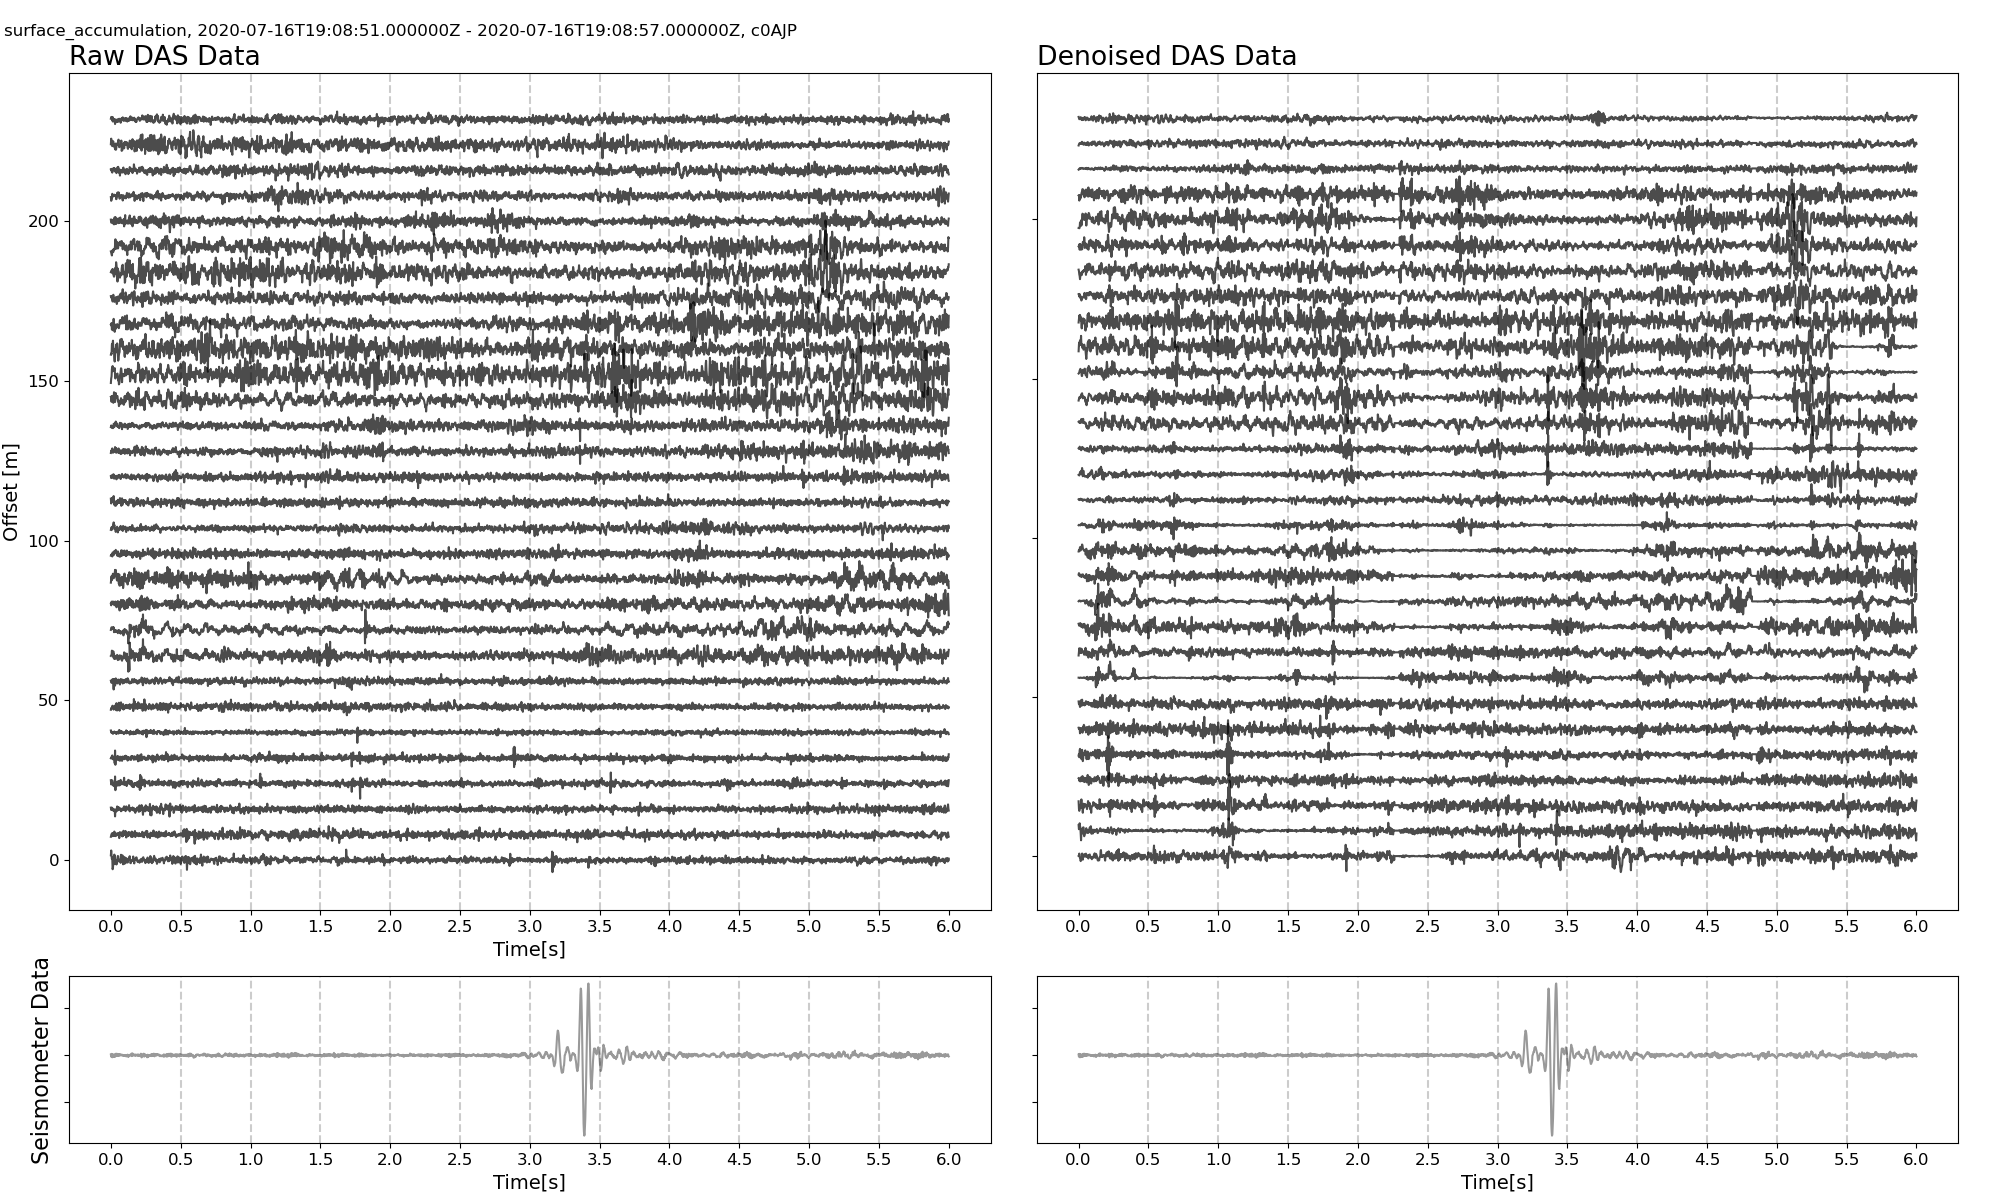 surface_accumulation, 2020-07-16T19:08:51.000000Z - 2020-07-16T19:08:57.000000Z, c0AJP
Raw DAS Data
Denoised DAS Data
Offset [m]
200
150
100
50
0
0.0 0.5 1.0 1.5 2.0 2.5 3.0 3.5 4.0 4.5 5.0 5.5 6.0
Time[s]
0.0 0.5 1.0 1.5 2.0 2.5 3.0 3.5 4.0 4.5 5.0 5.5 6.0
Seismometer Data
0.0 0.5 1.0 1.5 2.0 2.5 3.0 3.5 4.0 4.5 5.0 5.5 6.0
Time[s]
0.0 0.5 1.0 1.5 2.0 2.5 3.0 3.5 4.0 4.5 5.0 5.5 6.0
Time[s]